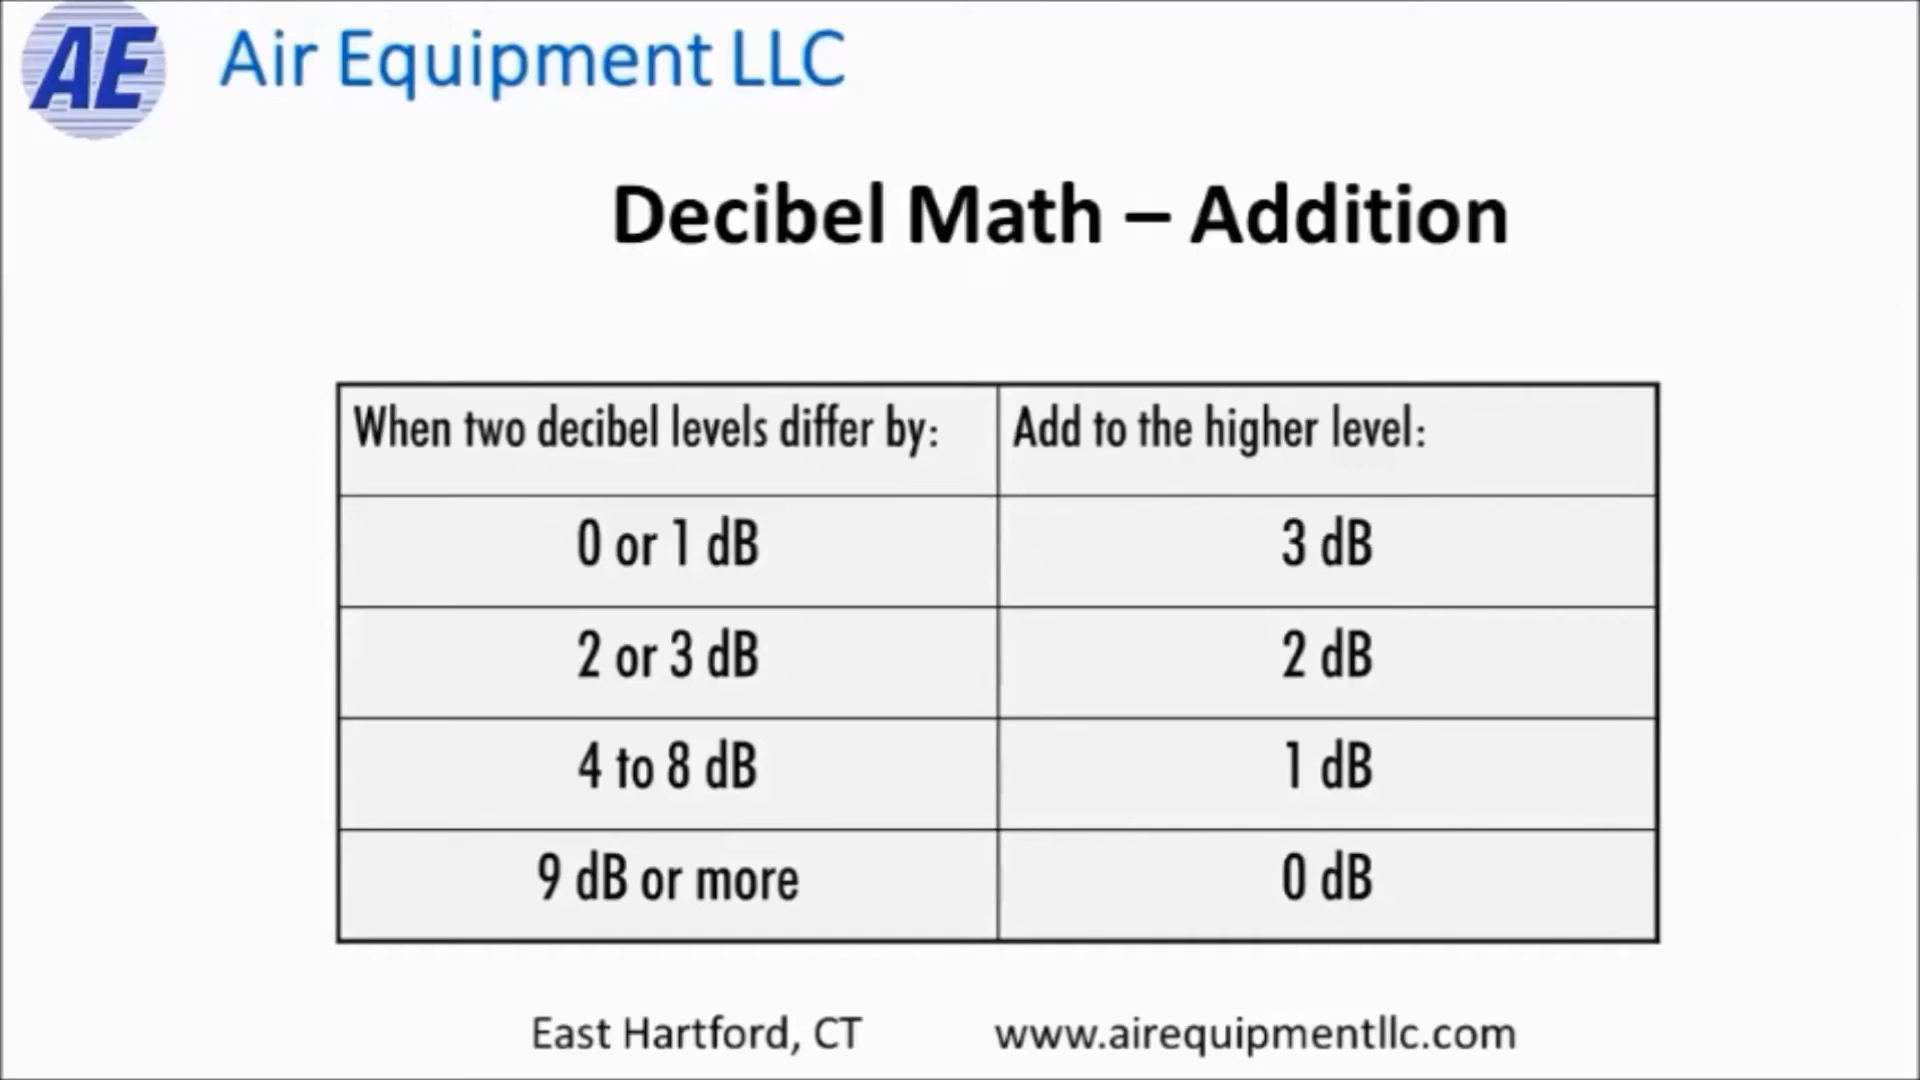 AE
Air Equipment LLC
Decibel Math – Addition
When two decibel levels differ by: Add to the higher level:
0 or 1 dB 3 dB
2 or 3 dB 2 dB
4 to 8 dB 1 dB
9 dB or more 0 dB
East Hartford, CT www.airequipmentllc.com